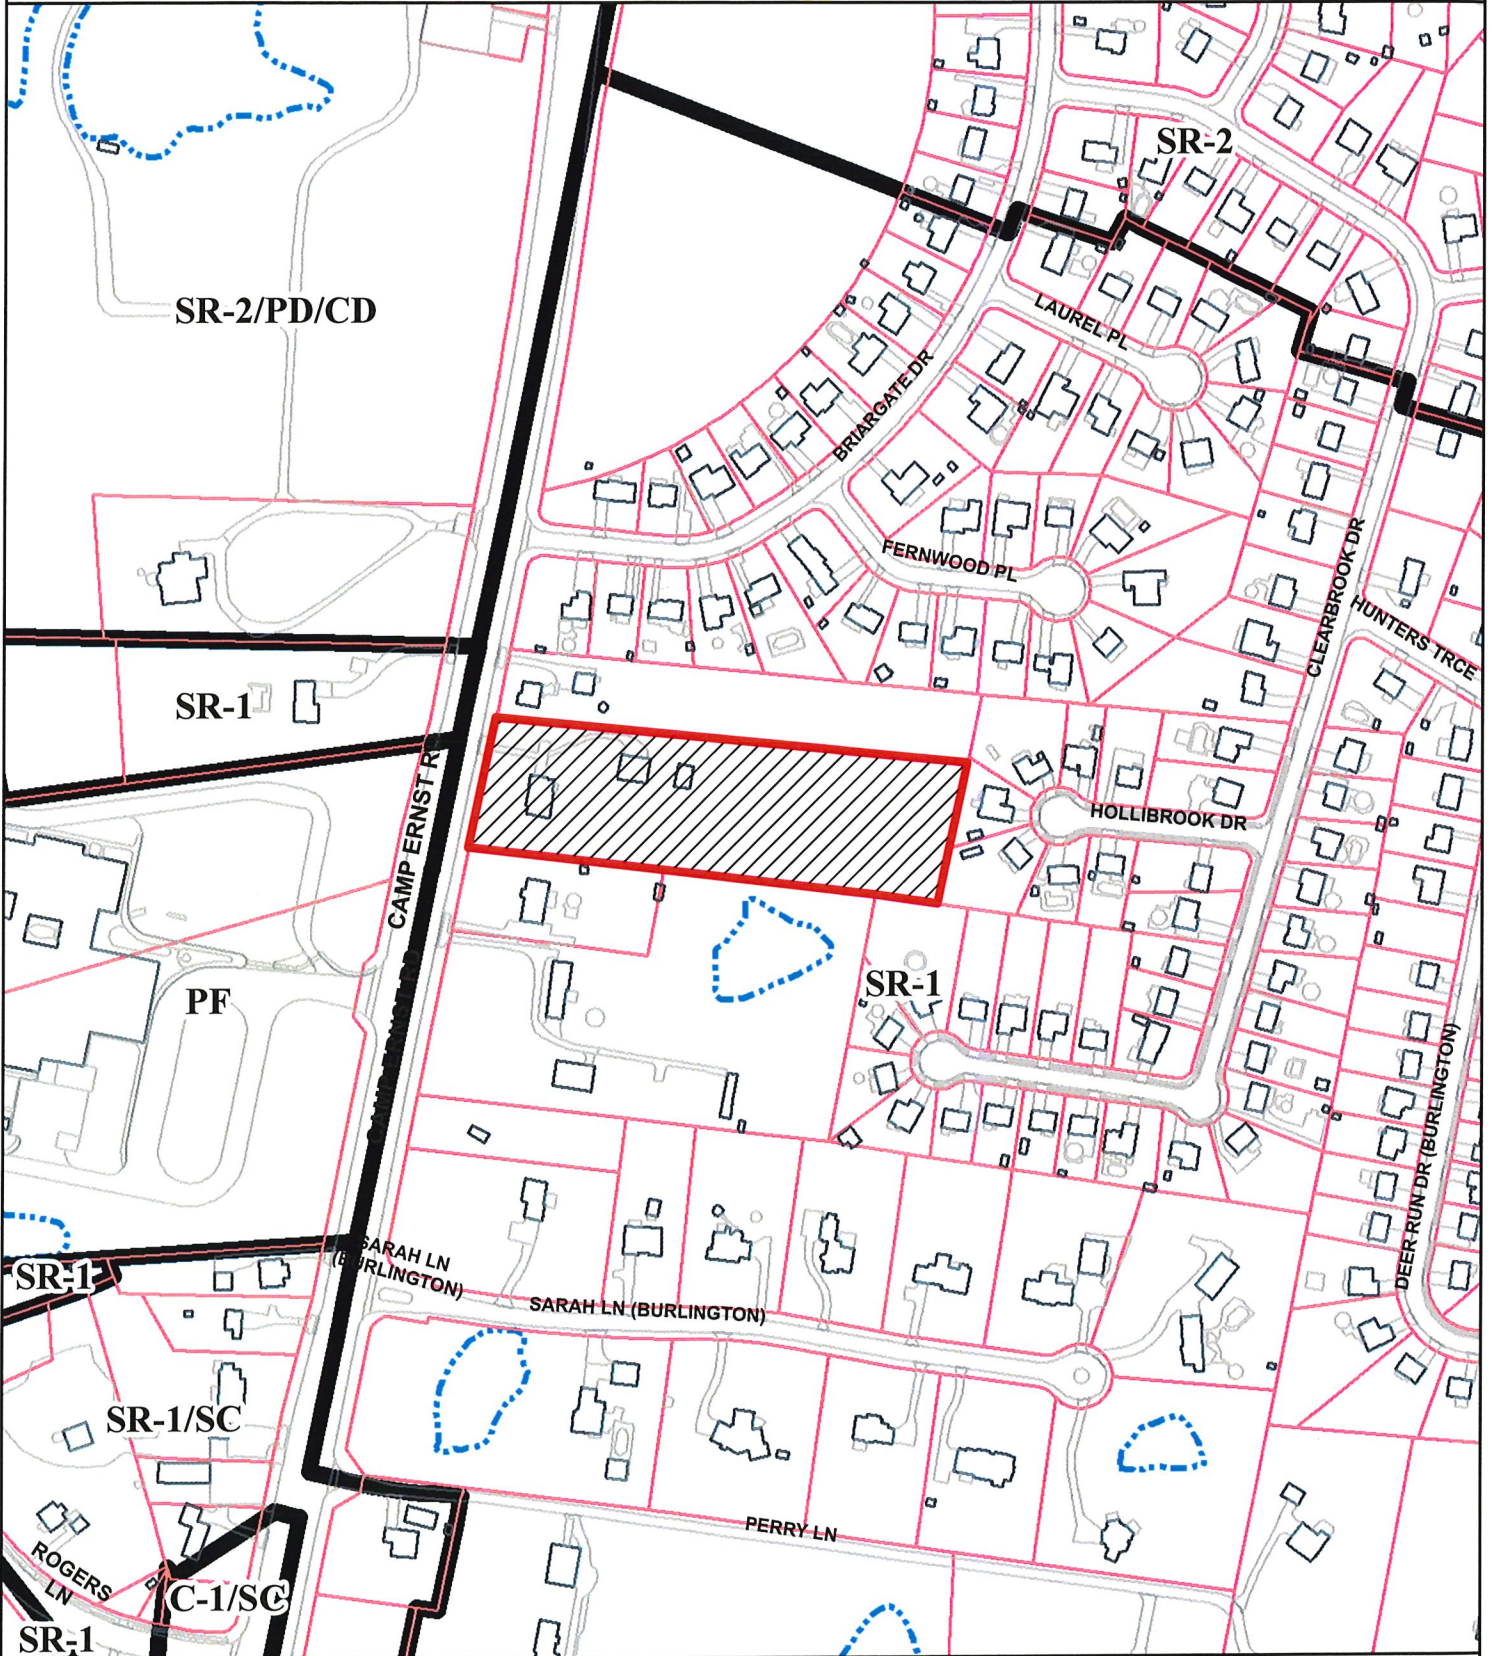 SR-2
SR-2/PD/CD
LAUREL PL
BRIARGATE DR
FERNWOOD PL
CLEARBROOK DR
HUNTERS TRCE
SR-1
CAMP ERNST R
HOLLIBROOK DR
SR-1
PF
CAMP ERNST RD
DEER RUN DR (BURLINGTON)
SARAH LN
(BURLINGTON)
SR-1
SARAH LN (BURLINGTON)
SR-1/SC
PERRY LN
ROGERS
LN
C-1/SC
SR-1